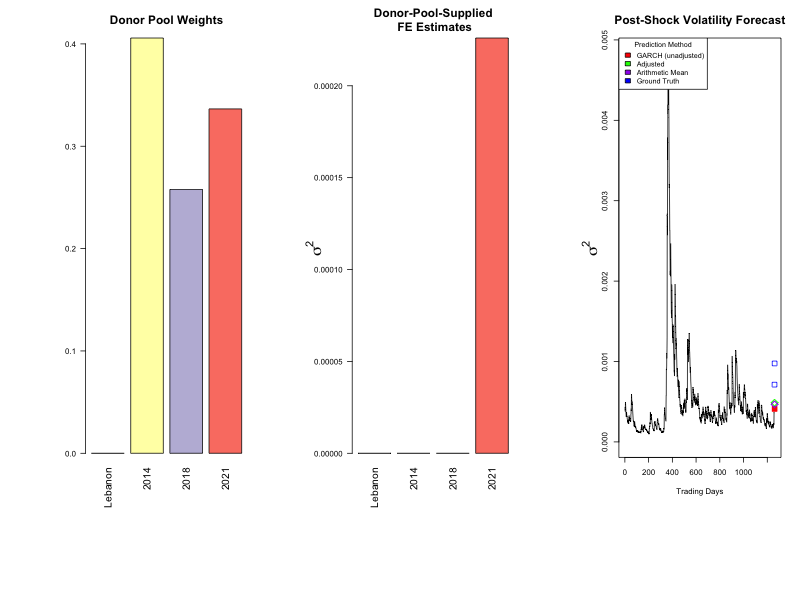 Donor Pool Weights
0.4
0.3
0.2
0.1
0.0
Lebanon
2014
2018
2021
Donor-Pool-Supplied
FE Estimates
σ2
0.00020
0.00015
0.00010
0.00005
0.00000
Lebanon
2014
2018
2021
Post-Shock Volatility Forecast
σ2
0.005
0.004
0.003
0.002
0.001
0.000
Prediction Method
GARCH (unadjusted)
Adjusted
Arithmetic Mean
Ground Truth
0
200
400
600
800
1000
Trading Days